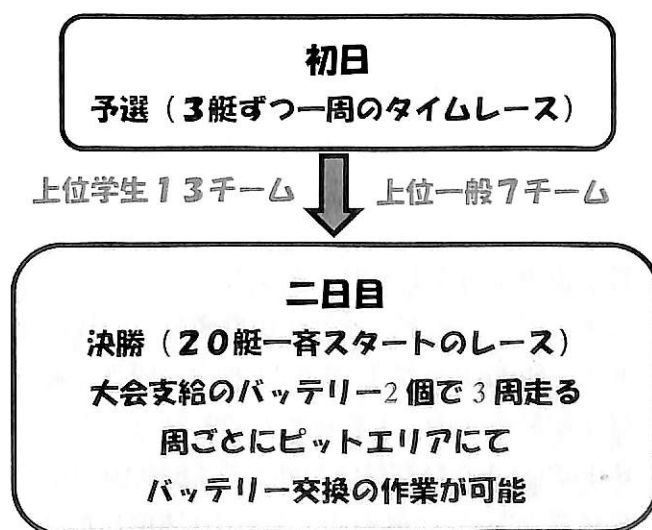 初日
予選（3艇ずつ一周のタイムレース）
上位学生13チーム 上位一般7チーム
二日目
決勝（20艇一斉スタートのレース）
大会支給のバッテリー2個で3周走る
周ごとにピットエリアにて
バッテリー交換の作業が可能